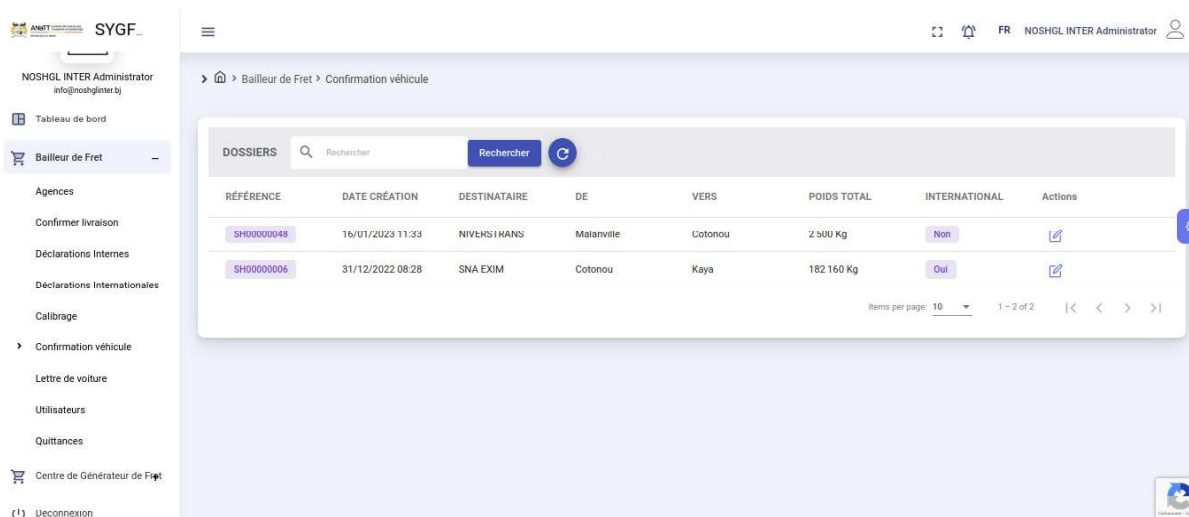 ANaTT
SYGF...
FR
NOSHGL INTER Administrator
NOSHGL INTER Administrator
info@noshglinter.bj
Tableau de bord
Bailleur de Fret
Agences
Confirmer livraison
Déclarations Internes
Déclarations Internationales
Calibrage
Confirmation véhicule
Lettre de voiture
Utilisateurs
Quittances
Centre de Générateur de Fret
Déconnexion
> Bailleur de Fret > Confirmation véhicule
DOSSIERS Rechercher Rechercher
RÉFÉRENCE DATE CRÉATION DESTINATAIRE DE VERS POIDS TOTAL INTERNATIONAL Actions
SH00000048 16/01/2023 11:33 NIVERSTRANS Malanville Cotonou 2 500 Kg Non
SH00000006 31/12/2022 08:28 SNA EXIM Cotonou Kaya 182 160 Kg Oui
Items per page: 10 1 – 2 of 2